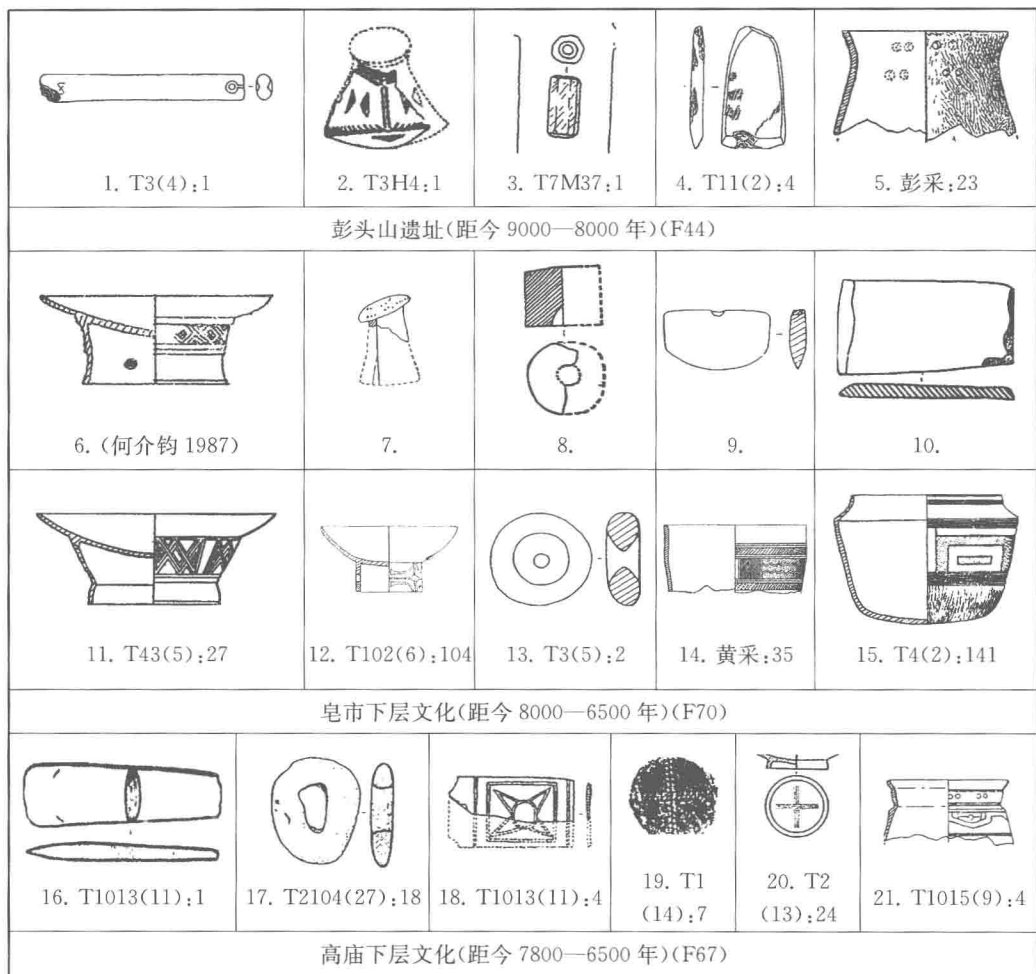 1. T3(4):1
2. T3H4:1
3. T7M37:1
4. T11(2):4
5. 彭采:23
彭头山遗址(距今 9000—8000 年)(F44)
6. (何介钧 1987)
7.
8.
9.
10.
11. T43(5):27
12. T102(6):104
13. T3(5):2
14. 黄采:35
15. T4(2):141
皂市下层文化(距今 8000—6500 年)(F70)
16. T1013(11):1
17. T2104(27):18
18. T1013(11):4
19. T1
(14):7
20. T2
(13):24
21. T1015(9):4
高庙下层文化(距今 7800—6500 年)(F67)